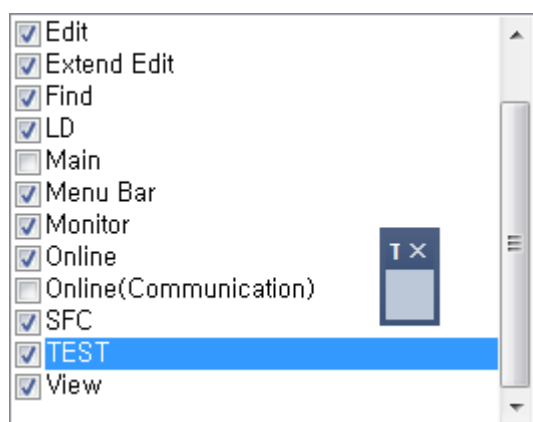 Edit
Extend Edit
Find
LD
Main
Menu Bar
Monitor
Online
T
Online(Communication)
SFC
TEST
View